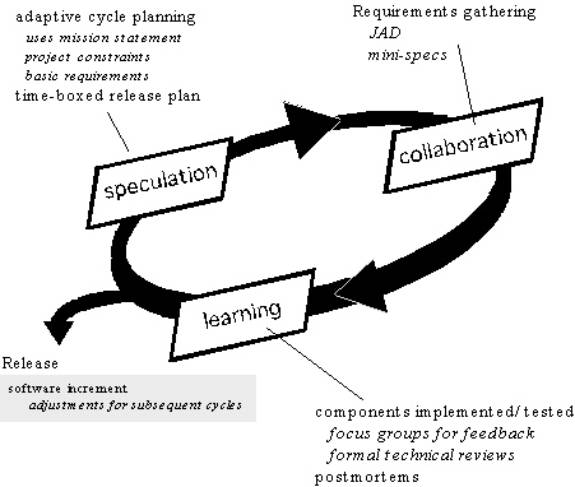 adaptive cycle planning
uses mission statement
project constraints
basic requirements
time-boxed release plan
Requirements gathering
JAD
mini-specs
speculation
collaboration
learning
Release
software increment
adjustments for subsequent cycles
components implemented/ tested
focus groups for feedback
formal technical reviews
postmortems